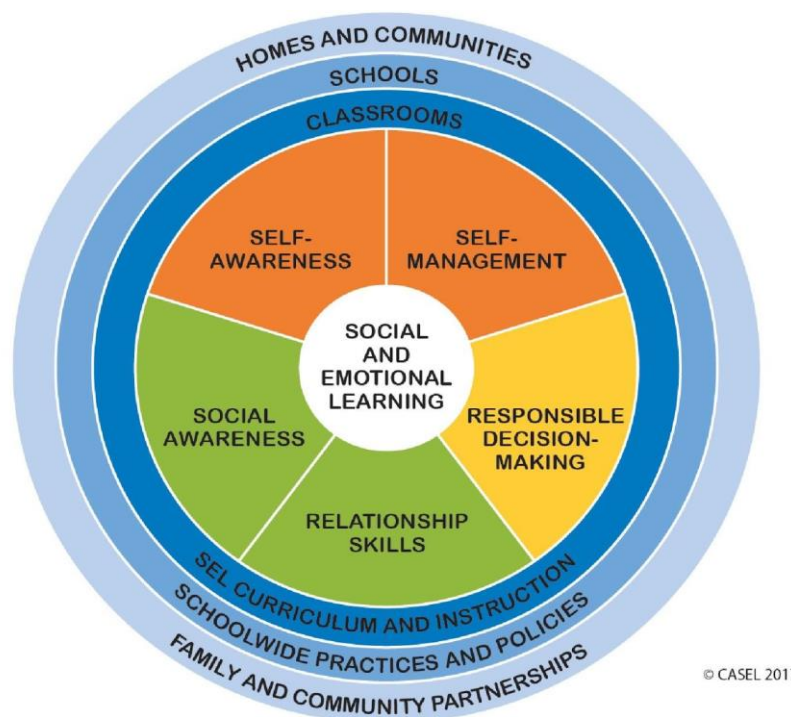 HOMES AND COMMUNITIES
SCHOOLS
CLASSROOMS
SELF-
AWARENESS
SELF-
MANAGEMENT
SOCIAL
AND
EMOTIONAL
LEARNING
SOCIAL
AWARENESS
RESPONSIBLE
DECISION-
MAKING
RELATIONSHIP
SKILLS
SEL CURRICULUM AND INSTRUCTION
SCHOOLWIDE PRACTICES AND POLICIES
FAMILY AND COMMUNITY PARTNERSHIPS
© CASEL 201